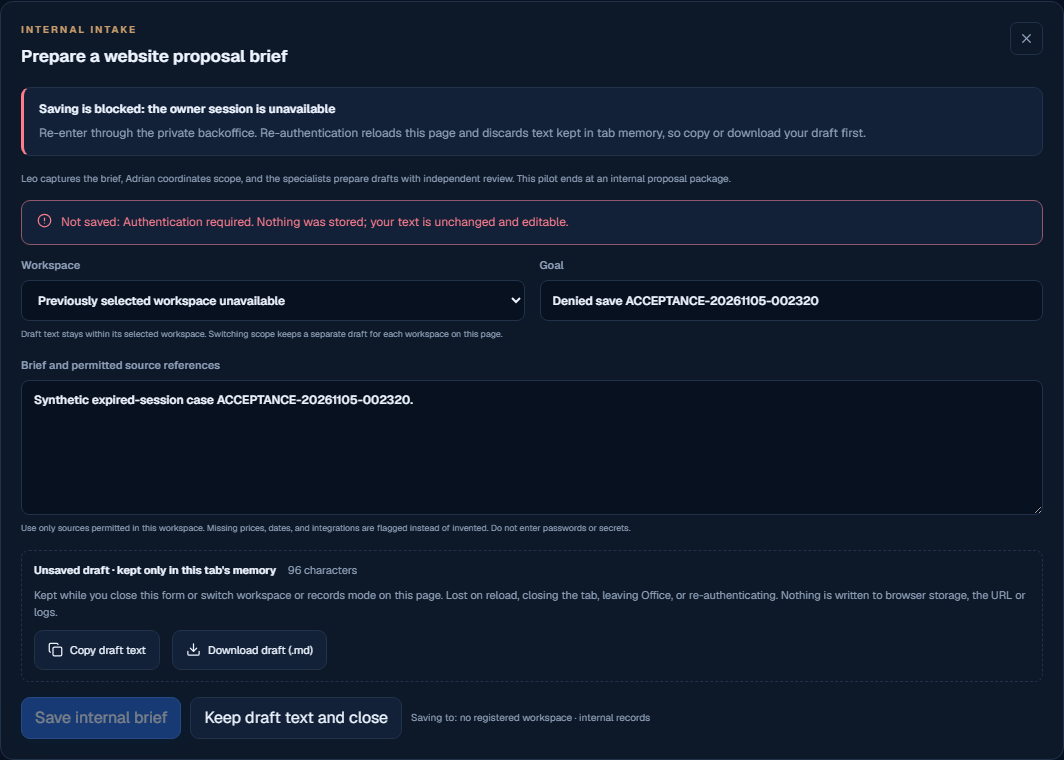 INTERNAL INTAKE
Prepare a website proposal brief
Saving is blocked: the owner session is unavailable
Re-enter through the private backoffice. Re-authentication reloads this page and discards text kept in tab memory, so copy or download your draft first.
Leo captures the brief, Adrian coordinates scope, and the specialists prepare drafts with independent review. This pilot ends at an internal proposal package.
Not saved: Authentication required. Nothing was stored; your text is unchanged and editable.
Workspace
Goal
Previously selected workspace unavailable
Denied save ACCEPTANCE-20261105-002320
Draft text stays within its selected workspace. Switching scope keeps a separate draft for each workspace on this page.
Brief and permitted source references
Synthetic expired-session case ACCEPTANCE-20261105-002320.
Use only sources permitted in this workspace. Missing prices, dates, and integrations are flagged instead of invented. Do not enter passwords or secrets.
Unsaved draft · kept only in this tab's memory 96 characters
Kept while you close this form or switch workspace or records mode on this page. Lost on reload, closing the tab, leaving Office, or re-authenticating. Nothing is written to browser storage, the URL or
logs.
Copy draft text
Download draft (.md)
Save internal brief
Keep draft text and close
Saving to: no registered workspace · internal records